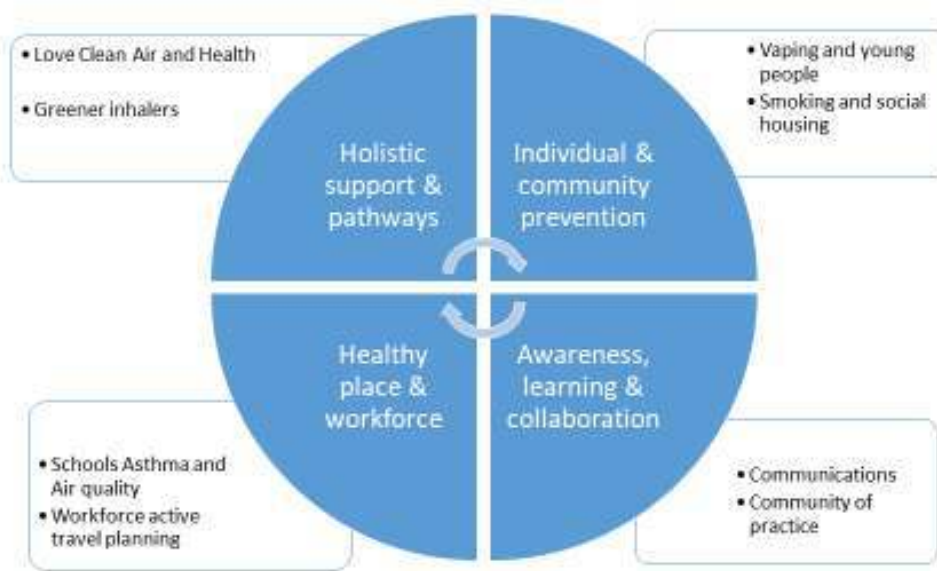 • Love Clean Air and Health
• Greener inhalers
Holistic
support &
pathways
Individual &
community
prevention
• Vaping and young
people
• Smoking and social
housing
• Schools Asthma and
Air quality
• Workforce active
travel planning
Healthy
place &
workforce
Awareness,
learning &
collaboration
• Communications
• Community of
practice